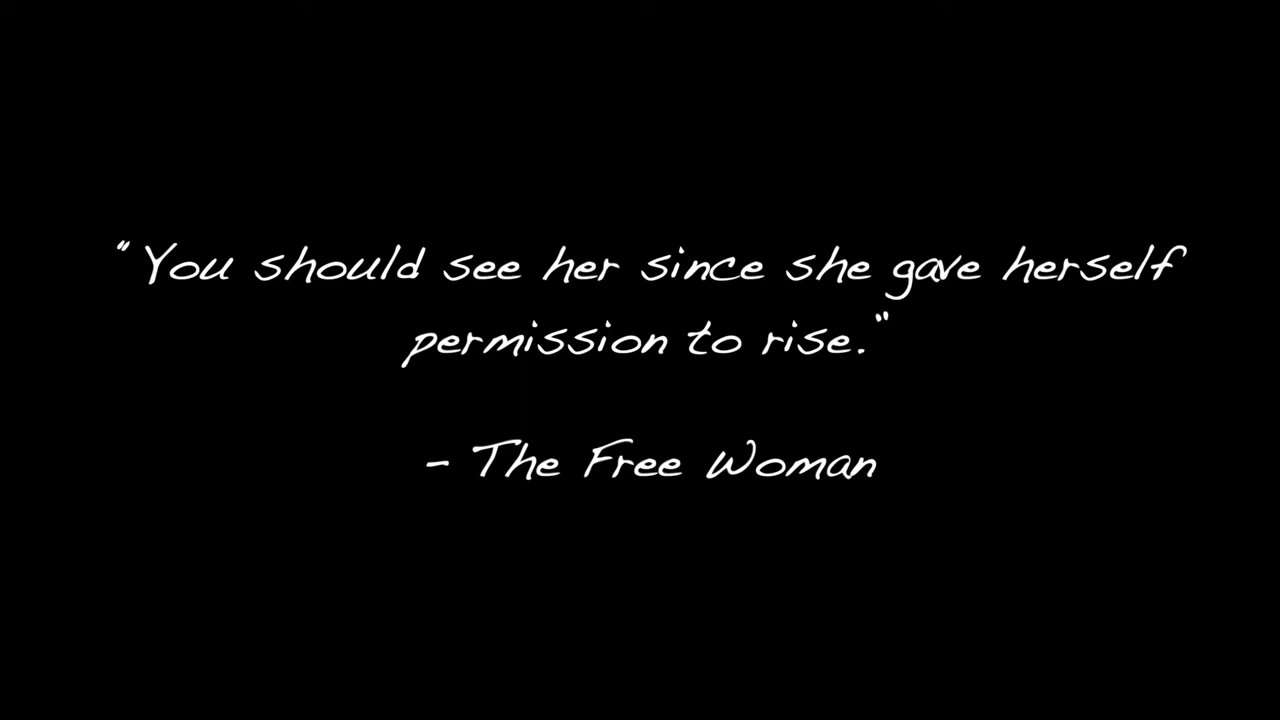 "You should see her since she gave herself
permission to rise."
- The Free Woman